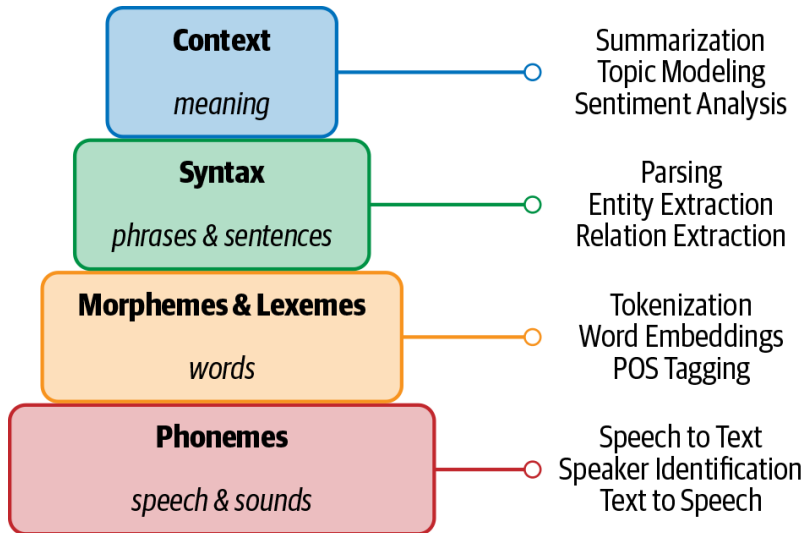 Context
meaning
Summarization
Topic Modeling
Sentiment Analysis
Syntax
phrases & sentences
Parsing
Entity Extraction
Relation Extraction
Morphemes & Lexemes
words
Tokenization
Word Embeddings
POS Tagging
Phonemes
speech & sounds
Speech to Text
Speaker Identification
Text to Speech